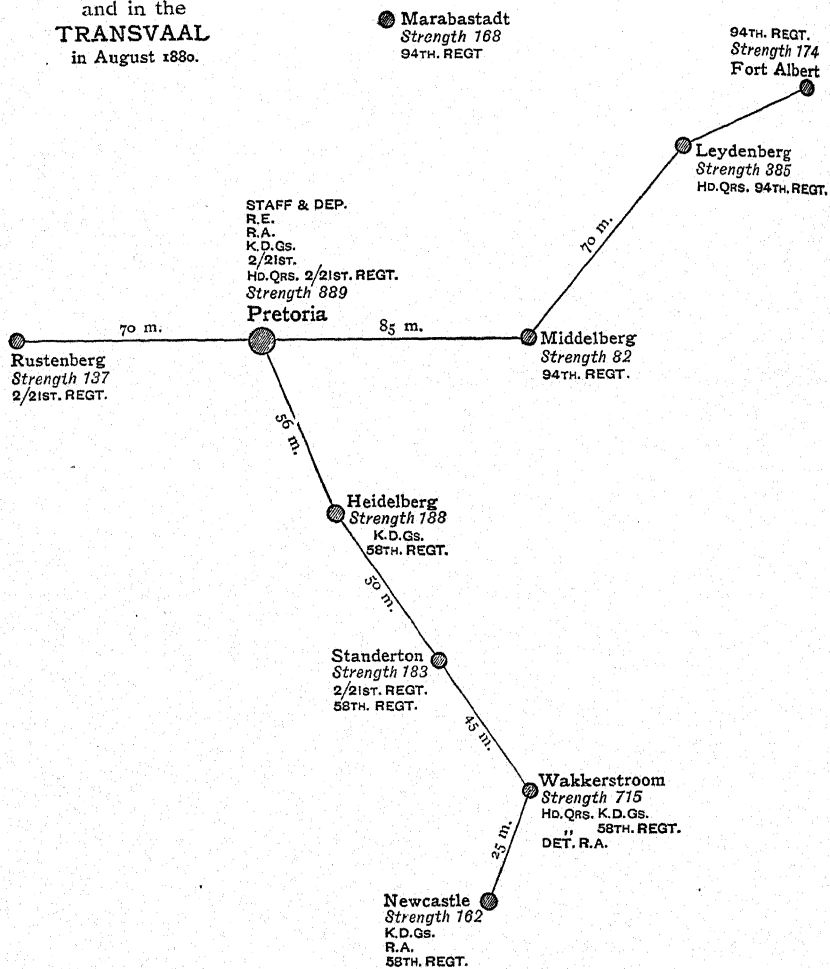 and in the
TRANSVAAL
in August 1880.
Marabastadt
Strength 168
94TH. REGT
94TH. REGT.
Strength 174
Fort Albert
Leydenberg
Strength 385
HD.QRS. 94TH. REGT.
70 m.
STAFF & DEP.
R.E.
R.A.
K.D.Gs.
2/21ST.
HD.QRS. 2/21ST. REGT.
Strength 889
Pretoria
70 m.
85 m.
Rustenberg
Strength 137
2/21ST. REGT.
Middelberg
Strength 82
94TH. REGT.
56 m.
Heidelberg
Strength 188
K.D.Gs.
58TH. REGT.
50 m.
Standerton
Strength 183
2/21ST. REGT.
58TH. REGT.
45 m.
Wakkerstroom
Strength 715
HD.QRS. K.D.Gs.
„ 58TH. REGT.
DET. R.A.
25 m.
Newcastle
Strength 162
K.D.Gs.
R.A.
58TH. REGT.